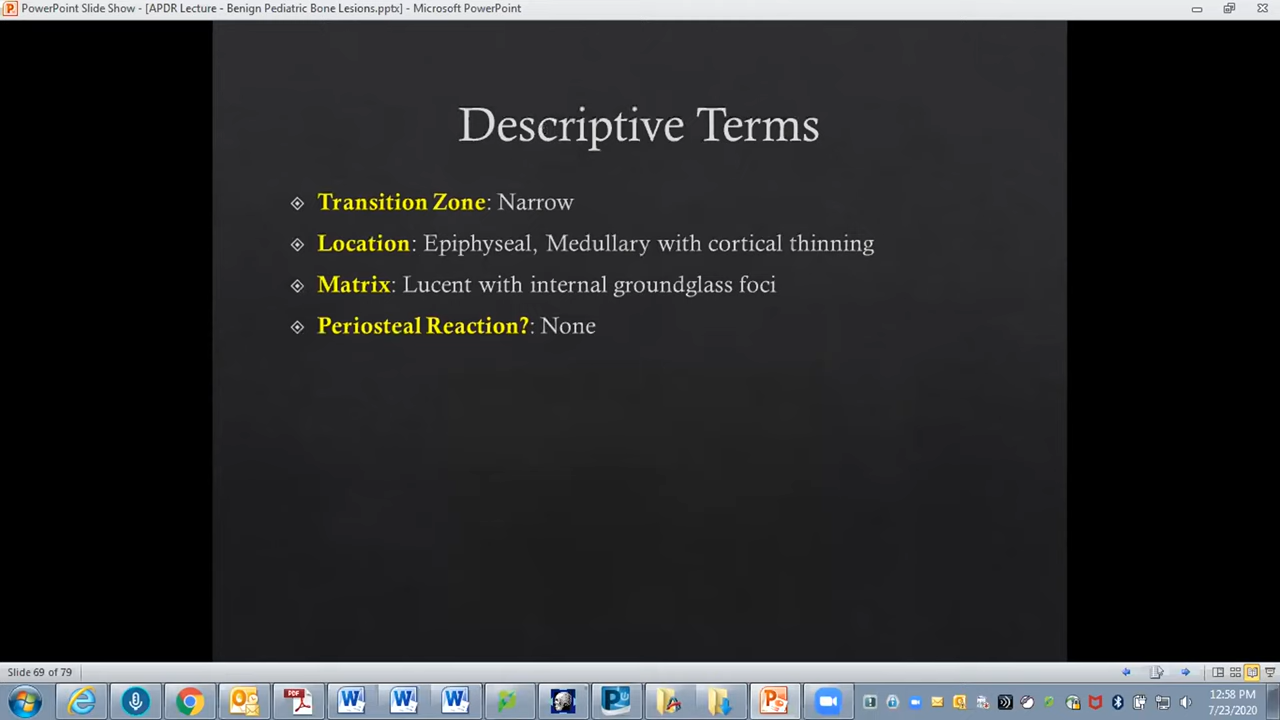 PowerPoint Slide Show - [APDR Lecture - Benign Pediatric Bone Lesions.pptx] - Microsoft PowerPoint
Descriptive Terms
Transition Zone: Narrow
Location: Epiphyseal, Medullary with cortical thinning
Matrix: Lucent with internal groundglass foci
Periosteal Reaction?: None
Slide 69 of 79
12:58 PM
7/23/2020